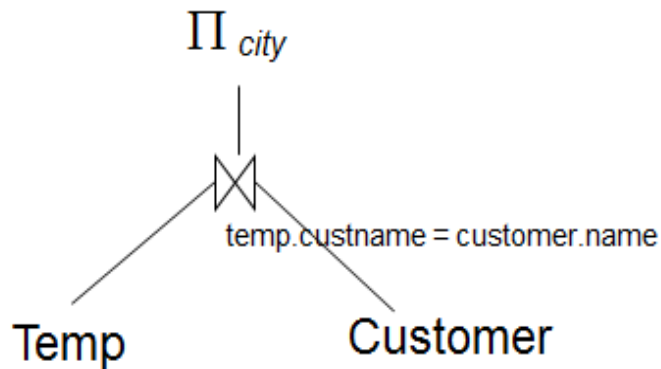 Π city
temp.custname = customer.name
Temp
Customer